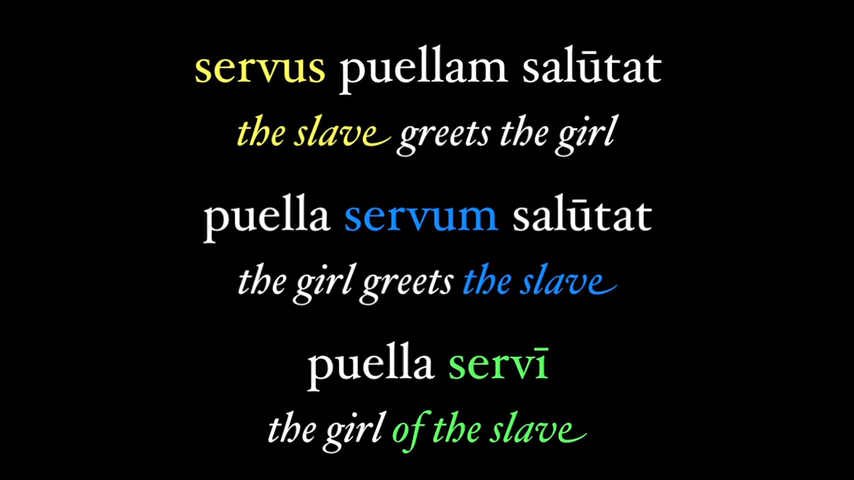 servus puellam salūtat
the slave greets the girl
puella servum salūtat
the girl greets the slave
puella servī
the girl of the slave